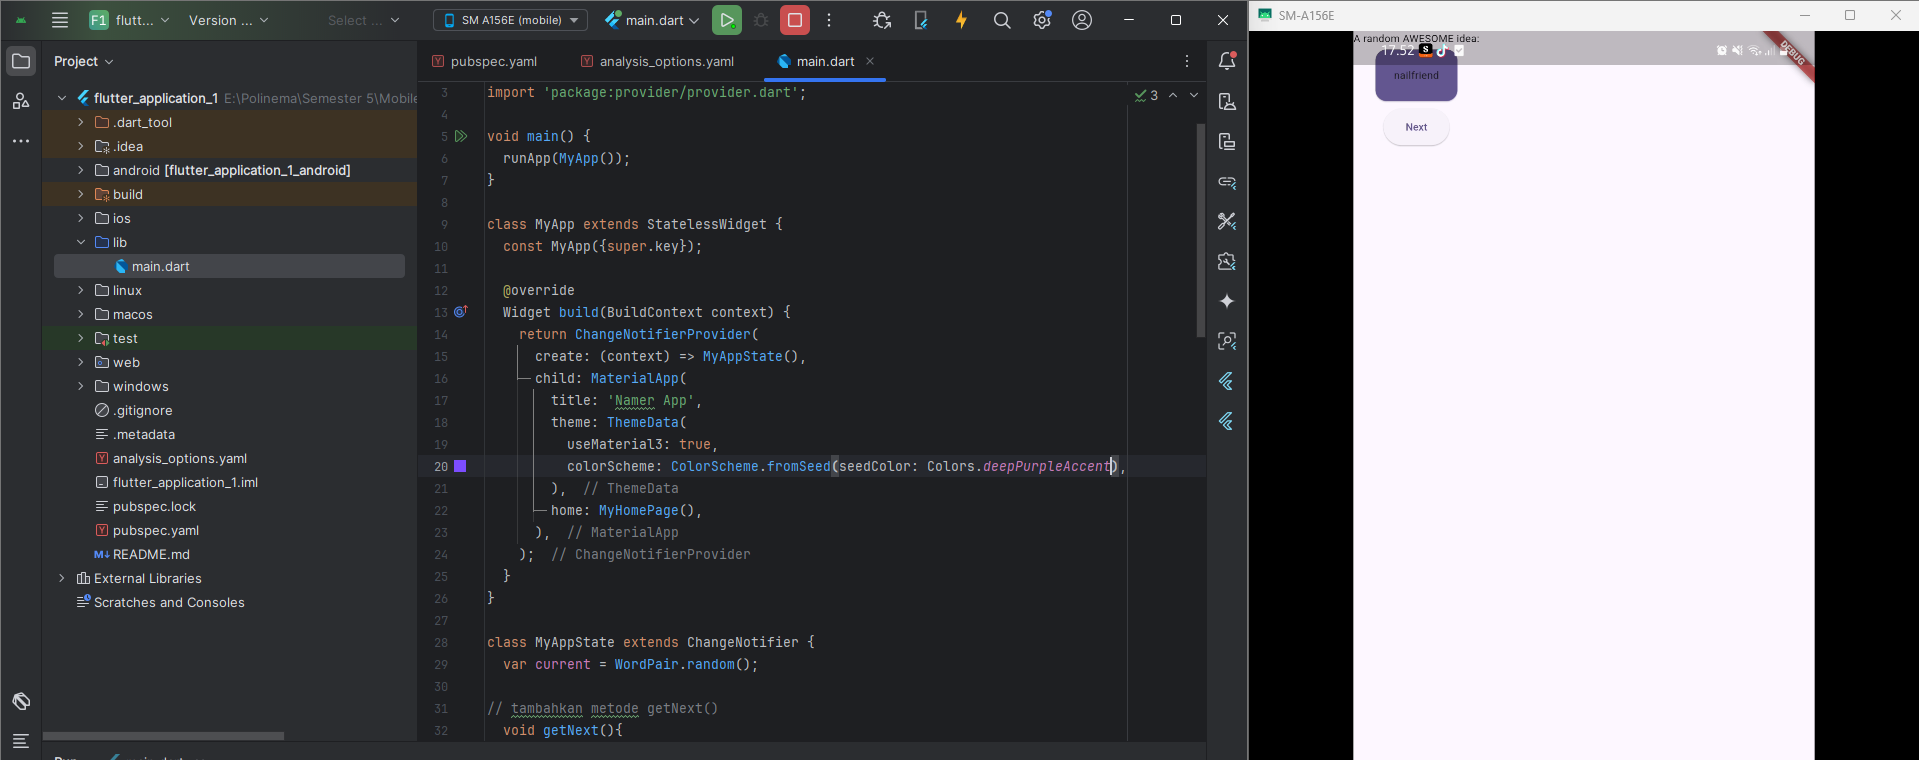 F1 flutt... Version ... Select ... SM A156E (mobile) main.dart
Project
flutter_application_1 E:\Polinema\Semester 5\Mobile
.dart_tool
.idea
android [flutter_application_1_android]
build
ios
lib
main.dart
linux
macos
test
web
windows
.gitignore
.metadata
analysis_options.yaml
flutter_application_1.iml
pubspec.lock
pubspec.yaml
README.md
External Libraries
Scratches and Consoles
pubspec.yaml analysis_options.yaml main.dart
3
3 import 'package:provider/provider.dart';
4
5 void main() {
6 runApp(MyApp());
7 }
8
9 class MyApp extends StatelessWidget {
10 const MyApp({super.key});
11
12 @override
13 Widget build(BuildContext context) {
14 return ChangeNotifierProvider(
15 create: (context) => MyAppState(),
16 child: MaterialApp(
17 title: 'Namer App',
18 theme: ThemeData(
19 useMaterial3: true,
20 colorScheme: ColorScheme.fromSeed(seedColor: Colors.deepPurpleAccent),
21 ), // ThemeData
22 home: MyHomePage(),
23 ), // MaterialApp
24 ); // ChangeNotifierProvider
25 }
26 }
27
28 class MyAppState extends ChangeNotifier {
29 var current = WordPair.random();
30
31 // tambahkan metode getNext()
32 void getNext(){
SM-A156E
A random AWESOME idea:
17.52
DEBUG
nailfriend
Next